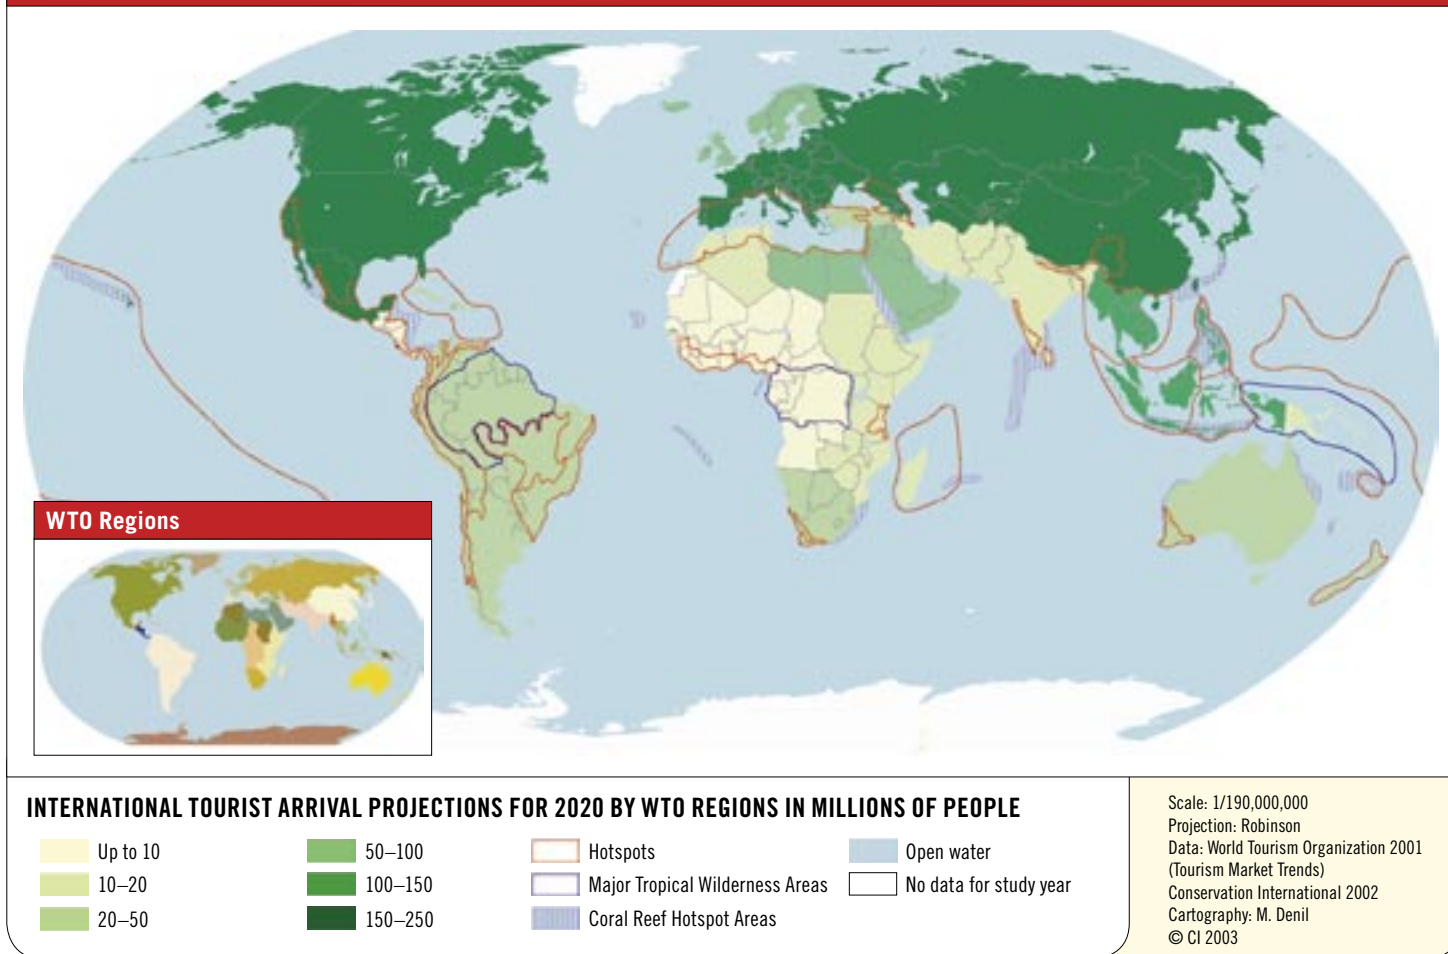 WTO Regions
INTERNATIONAL TOURIST ARRIVAL PROJECTIONS FOR 2020 BY WTO REGIONS IN MILLIONS OF PEOPLE
Up to 10
10–20
20–50
50–100
100–150
150–250
Hotspots
Major Tropical Wilderness Areas
Coral Reef Hotspot Areas
Open water
No data for study year
Scale: 1/190,000,000
Projection: Robinson
Data: World Tourism Organization 2001
(Tourism Market Trends)
Conservation International 2002
Cartography: M. Denil
© CI 2003